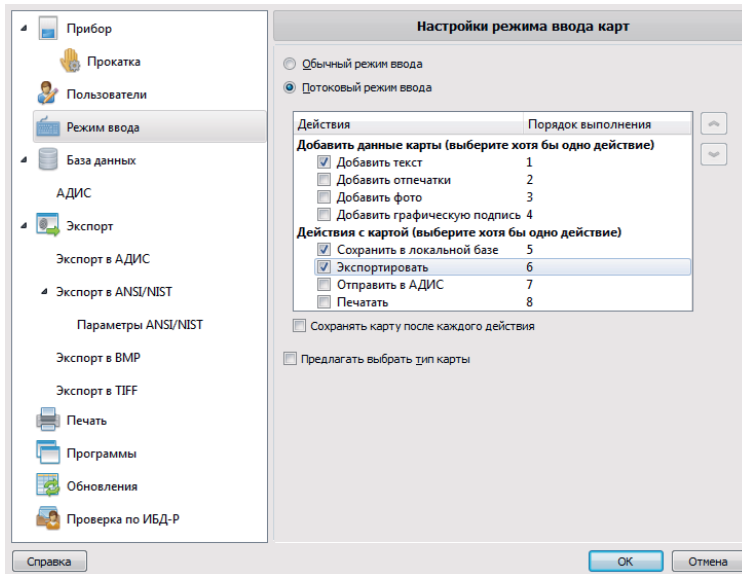 Прибор
Прокатка
Пользователи
Режим ввода
База данных
АДИС
Экспорт
Экспорт в АДИС
Экспорт в ANSI/NIST
Параметры ANSI/NIST
Экспорт в BMP
Экспорт в TIFF
Печать
Программы
Обновления
Проверка по ИБД-Р
Настройки режима ввода карт
Обычный режим ввода
Потоковый режим ввода
Действия Порядок выполнения
Добавить данные карты (выберите хотя бы одно действие)
Добавить текст 1
Добавить отпечатки 2
Добавить фото 3
Добавить графическую подпись 4
Действия с картой (выберите хотя бы одно действие)
Сохранить в локальной базе 5
Экспортировать 6
Отправить в АДИС 7
Печатать 8
Сохранять карту после каждого действия
Предлагать выбрать тип карты
Справка ОК Отмена